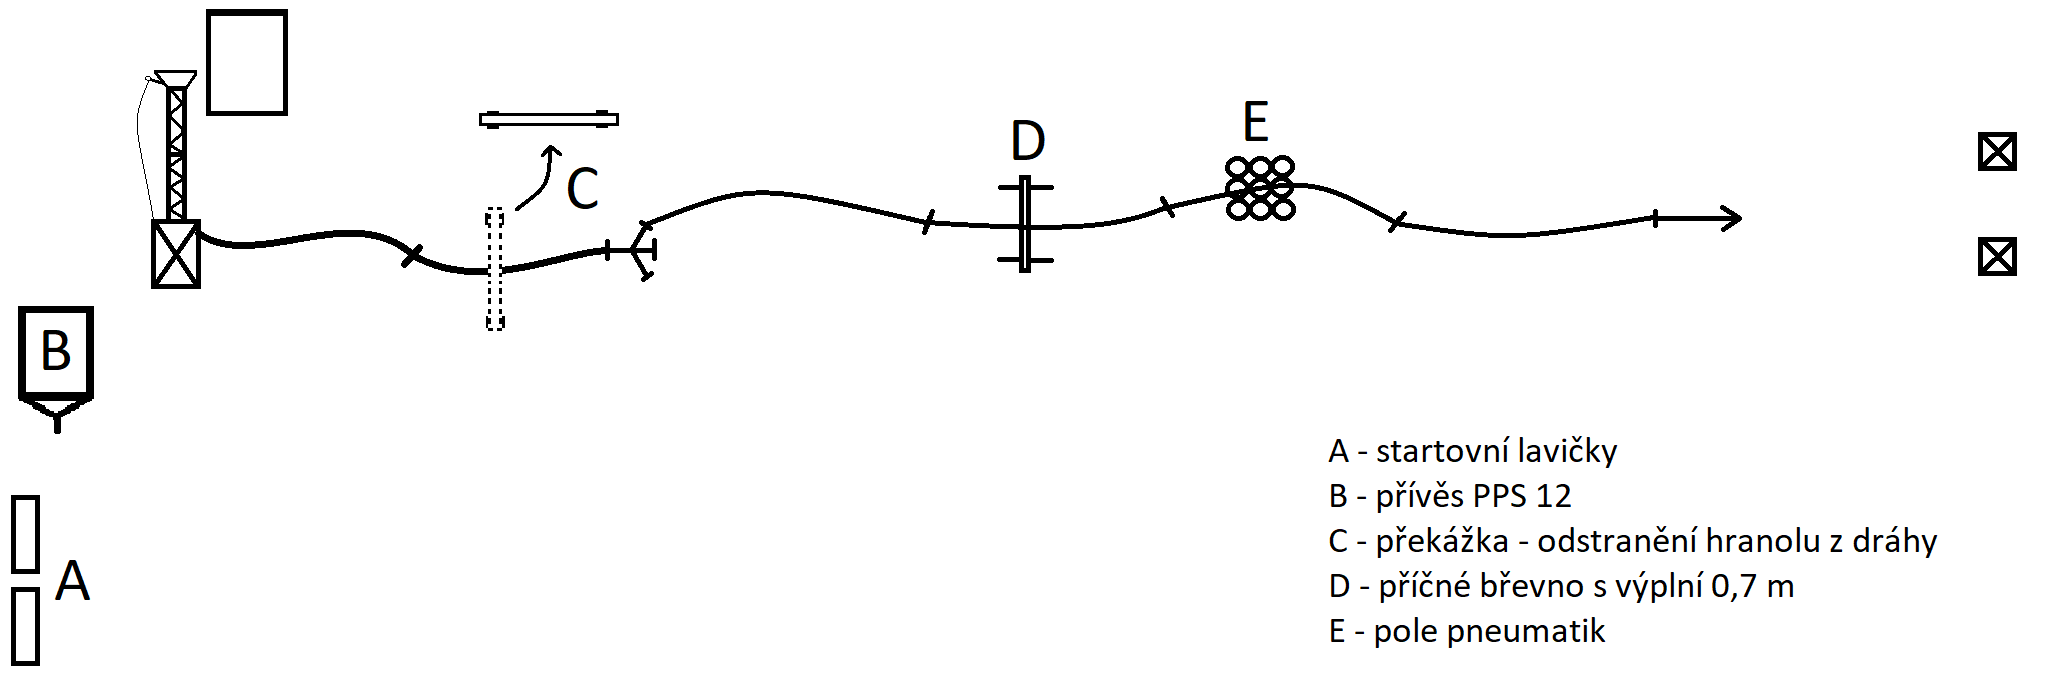 E
D
C
B
A
A - startovní lavičky
B - přívěs PPS 12
C - překážka - odstranění hranolu z dráhy
D - příčné břevno s výplní 0,7 m
E - pole pneumatik